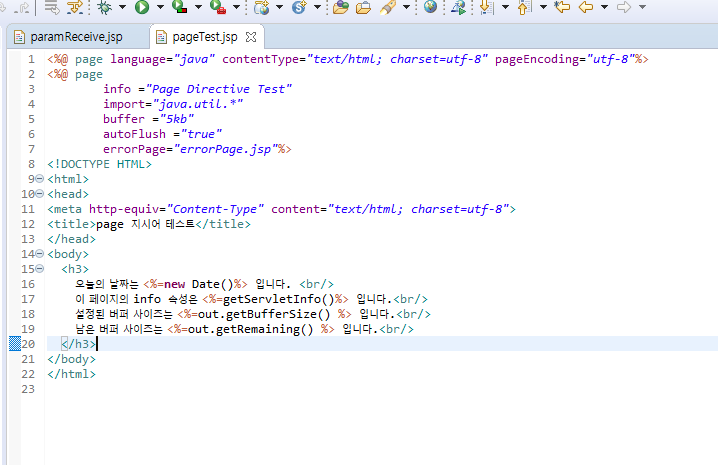 paramReceive.jsp
pageTest.jsp
1 <%@ page language="java" contentType="text/html; charset=utf-8" pageEncoding="utf-8"%>
2 <%@ page
3 info ="Page Directive Test"
4 import="java.util.*"
5 buffer ="5kb"
6 autoFlush ="true"
7 errorPage="errorPage.jsp"%>
8 <!DOCTYPE HTML>
9 <html>
10 <head>
11 <meta http-equiv="Content-Type" content="text/html; charset=utf-8">
12 <title>page 지시어 테스트</title>
13 </head>
14 <body>
15 <h3>
16 오늘의 날짜는 <%=new Date()%> 입니다. <br/>
17 이 페이지의 info 속성은 <%=getServletInfo()%> 입니다.<br/>
18 설정된 버퍼 사이즈는 <%=out.getBufferSize() %> 입니다.<br/>
19 남은 버퍼 사이즈는 <%=out.getRemaining() %> 입니다.<br/>
20 </h3>
21 </body>
22 </html>
23